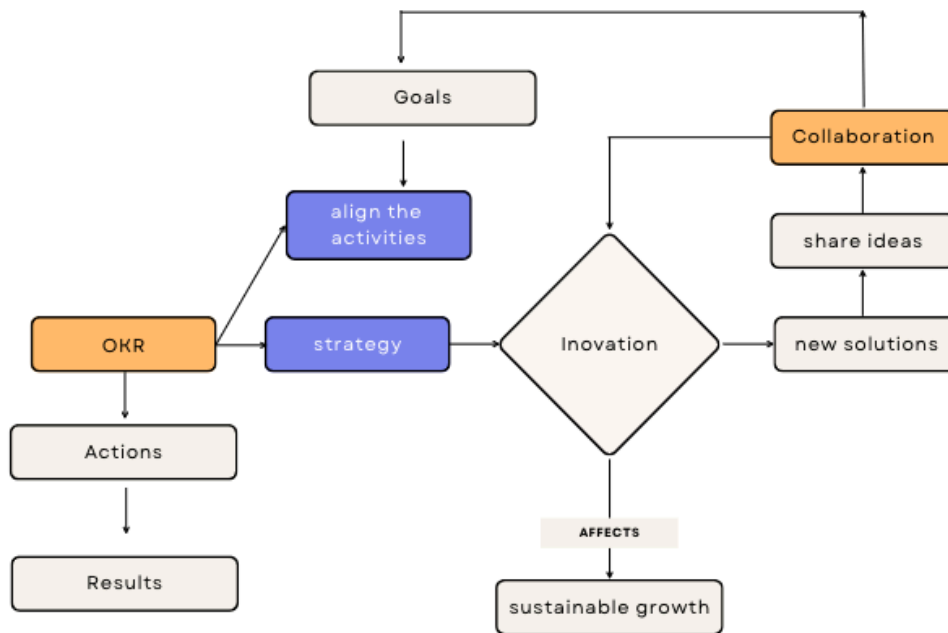 Goals
Collaboration
align the
activities
share ideas
OKR
strategy
Inovation
new solutions
Actions
AFFECTS
Results
sustainable growth